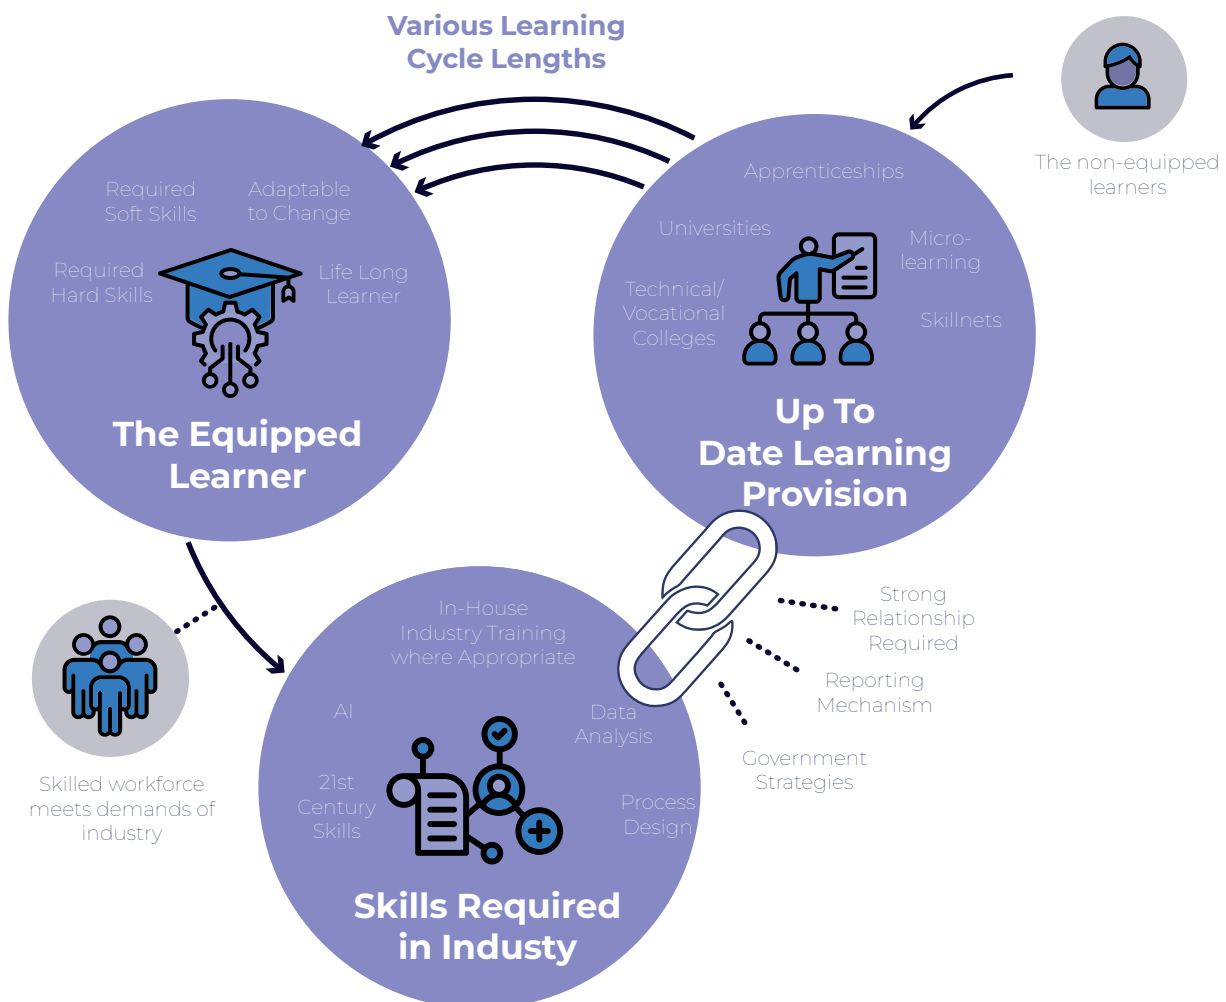 Various Learning
Cycle Lengths
The non-equipped
learners
Required
Soft Skills
Adaptable
to Change
Required
Hard Skills
Life Long
Learner
The Equipped
Learner
Apprenticeships
Universities
Micro-
learning
Technical/
Vocational
Colleges
Skillnets
Up To
Date Learning
Provision
Strong
Relationship
Required
Reporting
Mechanism
Government
Strategies
Skilled workforce
meets demands of
industry
In-House
Industry Training
where Appropriate
AI
Data
Analysis
21st
Century
Skills
Process
Design
Skills Required
in Industy